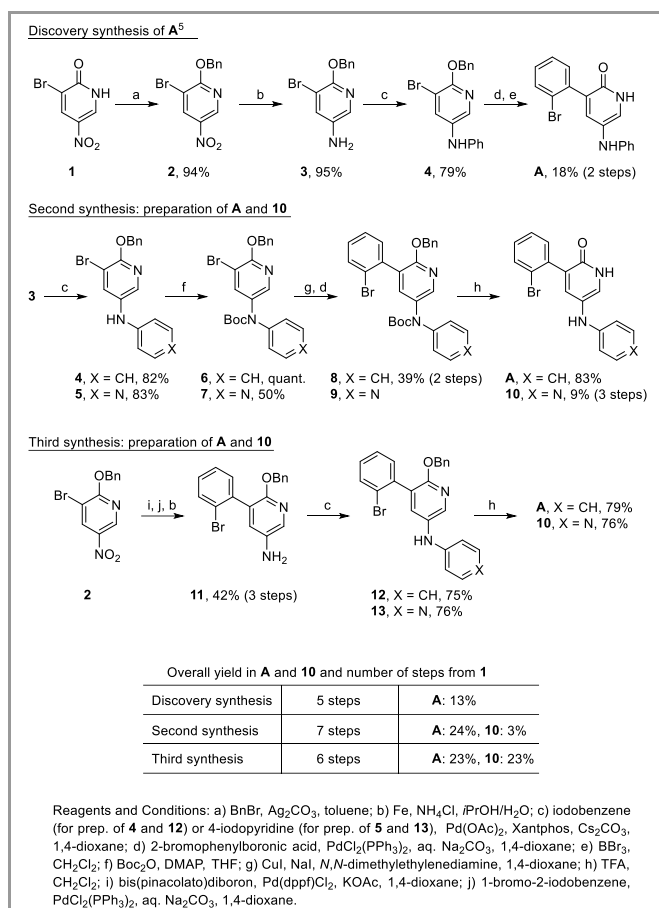 Discovery synthesis of A⁵
O
Br
NH
NO₂
a
OBn
Br
N
NO₂
b
OBn
Br
N
NH₂
c
OBn
Br
N
NHPh
d, e
O
NH
Br
NHPh
1
2, 94%
3, 95%
4, 79%
A, 18% (2 steps)
Second synthesis: preparation of A and 10
3
c
OBn
Br
N
HN
X
f
OBn
Br
N
BocN
X
g, d
OBn
N
Br
BocN
X
h
O
NH
Br
HN
X
4, X = CH, 82%
5, X = N, 83%
6, X = CH, quant.
7, X = N, 50%
8, X = CH, 39% (2 steps)
9, X = N
A, X = CH, 83%
10, X = N, 9% (3 steps)
Third synthesis: preparation of A and 10
OBn
Br
N
NO₂
i, j, b
OBn
N
Br
NH₂
c
OBn
N
Br
HN
X
h
A, X = CH, 79%
10, X = N, 76%
2
11, 42% (3 steps)
12, X = CH, 75%
13, X = N, 76%
Overall yield in A and 10 and number of steps from 1
Discovery synthesis 5 steps A: 13%
Second synthesis 7 steps A: 24%, 10: 3%
Third synthesis 6 steps A: 23%, 10: 23%
Reagents and Conditions: a) BnBr, Ag₂CO₃, toluene; b) Fe, NH₄Cl, iPrOH/H₂O; c) iodobenzene
(for prep. of 4 and 12) or 4-iodopyridine (for prep. of 5 and 13), Pd(OAc)₂, Xantphos, Cs₂CO₃,
1,4-dioxane; d) 2-bromophenylboronic acid, PdCl₂(PPh₃)₂, aq. Na₂CO₃, 1,4-dioxane; e) BBr₃,
CH₂Cl₂; f) Boc₂O, DMAP, THF; g) CuI, NaI, N,N-dimethylethylenediamine, 1,4-dioxane; h) TFA,
CH₂Cl₂; i) bis(pinacolato)diboron, Pd(dppf)Cl₂, KOAc, 1,4-dioxane; j) 1-bromo-2-iodobenzene,
PdCl₂(PPh₃)₂, aq. Na₂CO₃, 1,4-dioxane.